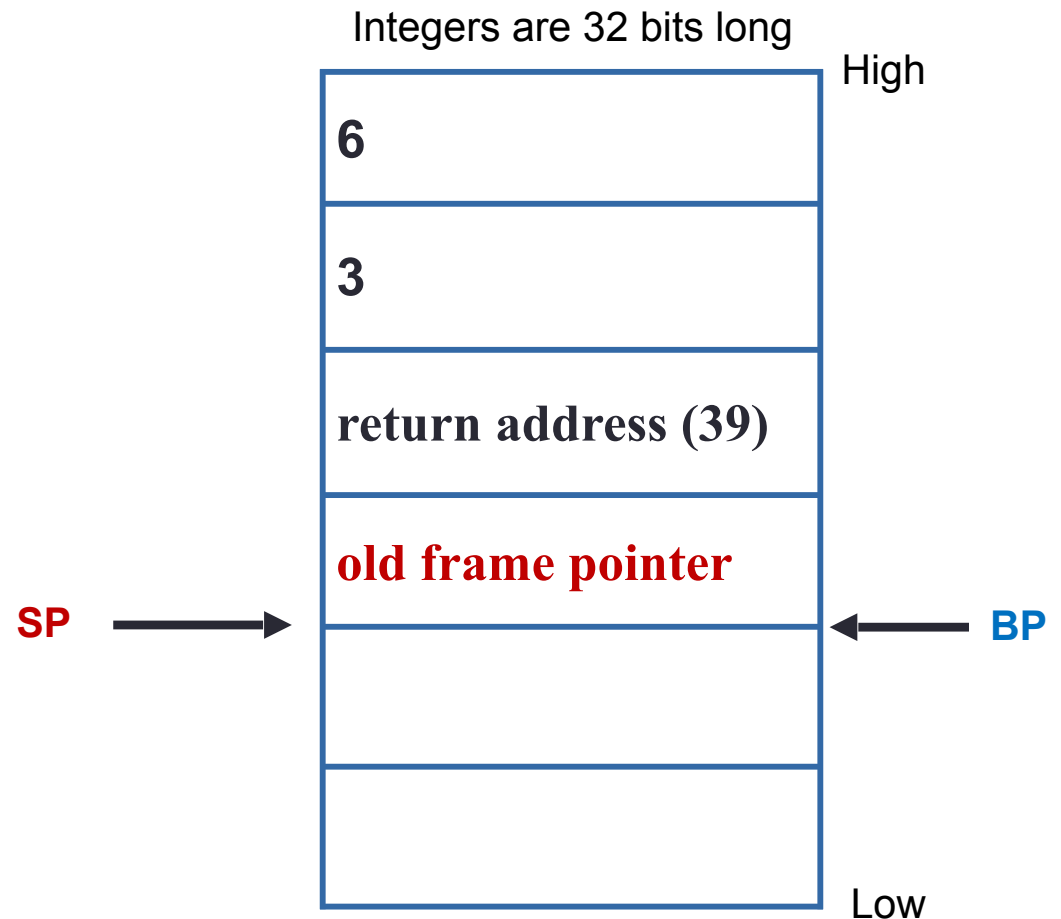 Integers are 32 bits long
High
6
3
return address (39)
old frame pointer
SP
BP
Low